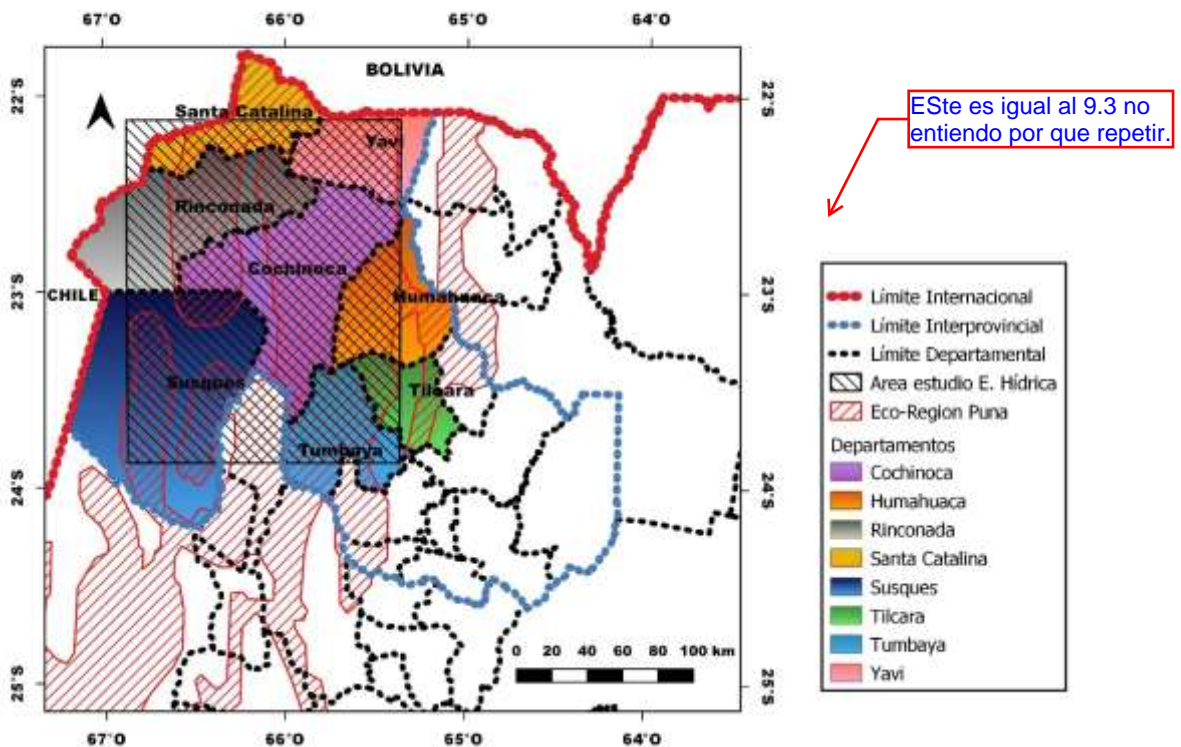 67°O 66°O 65°O 64°O
BOLIVIA
22°S 22°S
Santa Catalina
Yavi
Rinconada
Cochinoca
CHILE
23°S 23°S
Humahuaca
Susques
Tilcara
Tumbaya
24°S 24°S
0 20 40 60 80 100 km
25°S 25°S
67°O 66°O 65°O 64°O
ESte es igual al 9.3 no
entiendo por que repetir.
Límite Internacional
Límite Interprovincial
Límite Departamental
Area estudio E. Hídrica
Eco-Region Puna
Departamentos
Cochinoca
Humahuaca
Rinconada
Santa Catalina
Susques
Tilcara
Tumbaya
Yavi